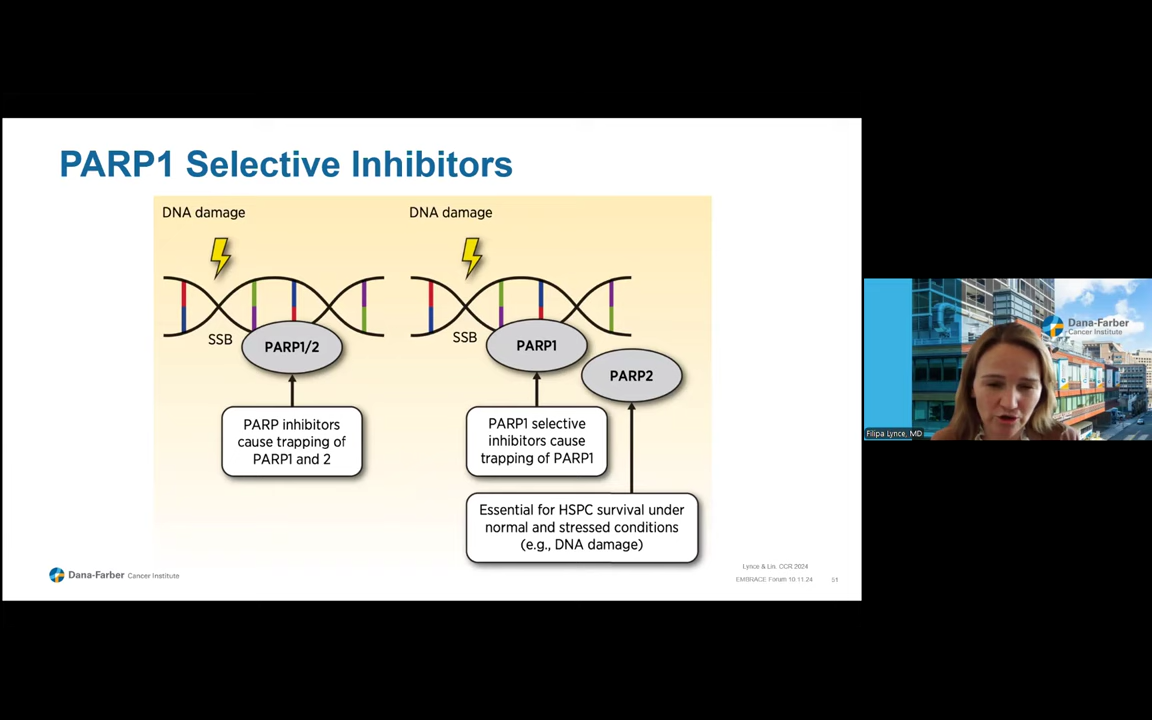 PARP1 Selective Inhibitors
DNA damage
SSB
PARP1/2
PARP inhibitors
cause trapping of
PARP1 and 2
DNA damage
SSB
PARP1
PARP2
PARP1 selective
inhibitors cause
trapping of PARP1
Essential for HSPC survival under
normal and stressed conditions
(e.g., DNA damage)
Dana-Farber Cancer Institute
Lynce & Lin. CCR 2024
EMBRACE Forum 10-11-24
51
Dana-Farber
Cancer Institute
Filipa Lynce, MD